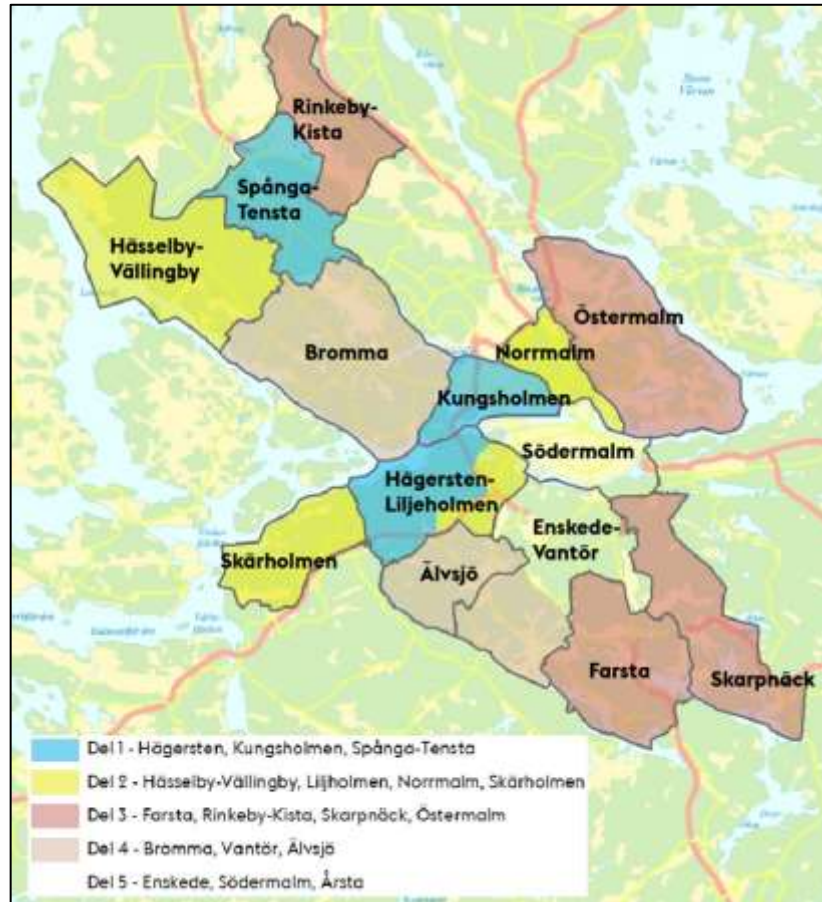 Rinkeby-
Kista
Spånga-
Tensta
Hässelby-
Vällingby
Östermalm
Norrmalm
Bromma
Kungsholmen
Södermalm
Hägersten-
Liljeholmen
Enskede-
Vantör
Skärholmen
Älvsjö
Farsta
Skarpnäck
Del 1 - Hägersten, Kungsholmen, Spånga-Tensta
Del 2 - Hässelby-Vällingby, Liljholmen, Norrmalm, Skärholmen
Del 3 - Farsta, Rinkeby-Kista, Skarpnäck, Östermalm
Del 4 - Bromma, Vantör, Älvsjö
Del 5 - Enskede, Södermalm, Årsta